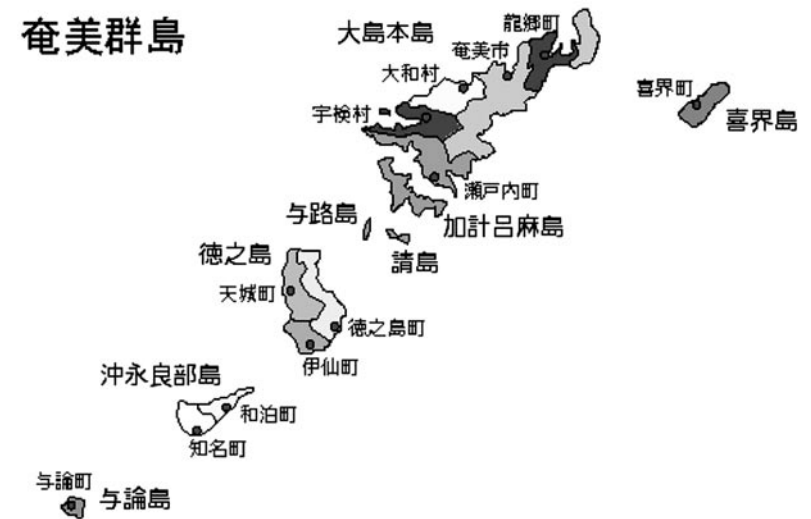 奄美群島
大島本島
龍郷町
奄美市
大和村
宇検村
喜界町
喜界島
瀬戸内町
与路島
加計呂麻島
請島
徳之島
天城町
徳之島町
伊仙町
沖永良部島
和泊町
知名町
与論町
与論島